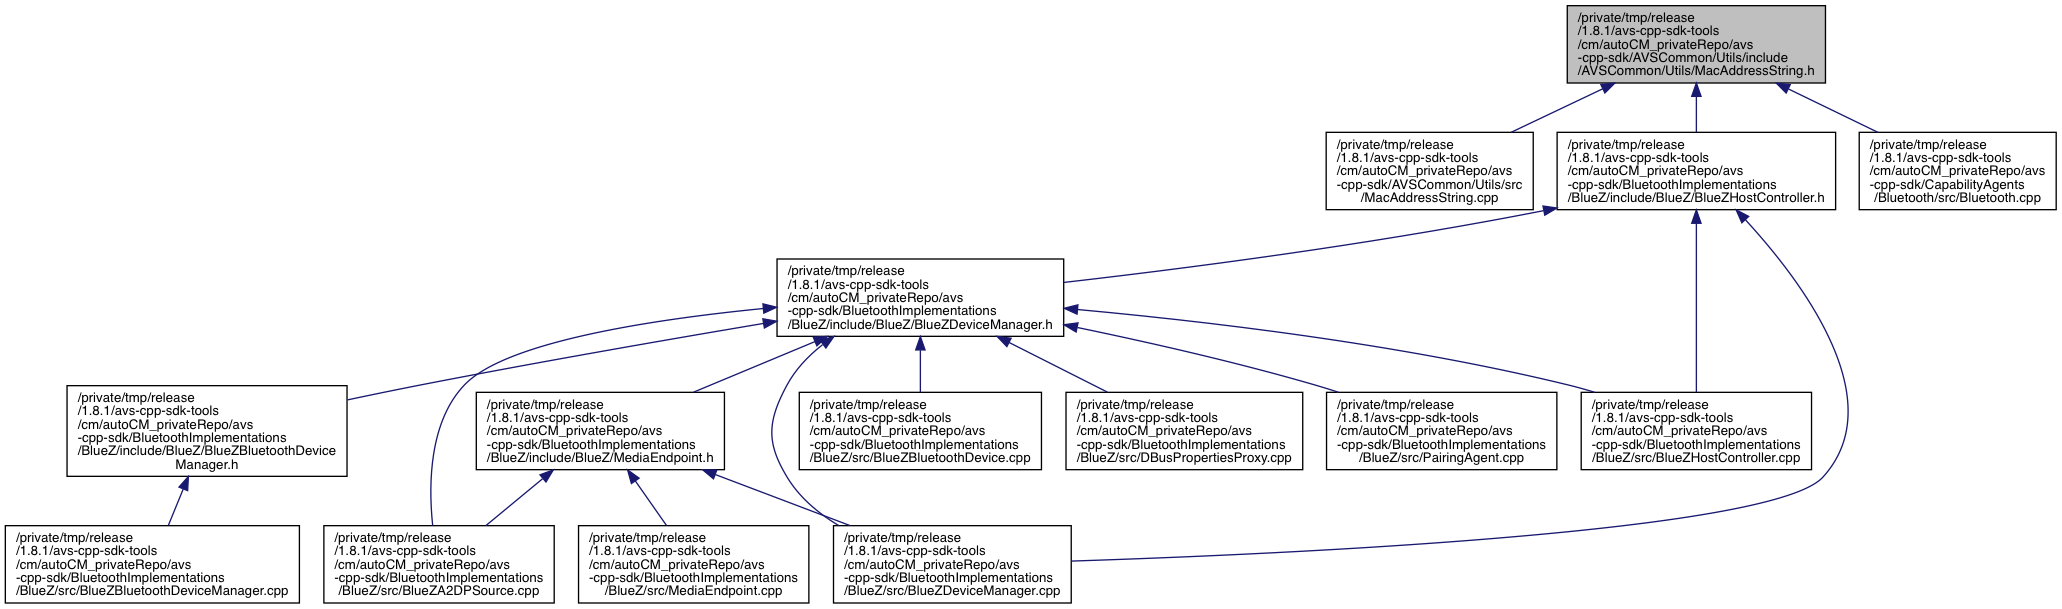 /private/tmp/release
/1.8.1/avs-cpp-sdk-tools
/cm/autoCM_privateRepo/avs
-cpp-sdk/AVSCommon/Utils/include
/AVSCommon/Utils/MacAddressString.h
/private/tmp/release
/1.8.1/avs-cpp-sdk-tools
/cm/autoCM_privateRepo/avs
-cpp-sdk/AVSCommon/Utils/src
/MacAddressString.cpp
/private/tmp/release
/1.8.1/avs-cpp-sdk-tools
/cm/autoCM_privateRepo/avs
-cpp-sdk/BluetoothImplementations
/BlueZ/include/BlueZ/BlueZHostController.h
/private/tmp/release
/1.8.1/avs-cpp-sdk-tools
/cm/autoCM_privateRepo/avs
-cpp-sdk/CapabilityAgents
/Bluetooth/src/Bluetooth.cpp
/private/tmp/release
/1.8.1/avs-cpp-sdk-tools
/cm/autoCM_privateRepo/avs
-cpp-sdk/BluetoothImplementations
/BlueZ/include/BlueZ/BlueZDeviceManager.h
/private/tmp/release
/1.8.1/avs-cpp-sdk-tools
/cm/autoCM_privateRepo/avs
-cpp-sdk/BluetoothImplementations
/BlueZ/include/BlueZ/BlueZBluetoothDevice
Manager.h
/private/tmp/release
/1.8.1/avs-cpp-sdk-tools
/cm/autoCM_privateRepo/avs
-cpp-sdk/BluetoothImplementations
/BlueZ/include/BlueZ/MediaEndpoint.h
/private/tmp/release
/1.8.1/avs-cpp-sdk-tools
/cm/autoCM_privateRepo/avs
-cpp-sdk/BluetoothImplementations
/BlueZ/src/BlueZBluetoothDevice.cpp
/private/tmp/release
/1.8.1/avs-cpp-sdk-tools
/cm/autoCM_privateRepo/avs
-cpp-sdk/BluetoothImplementations
/BlueZ/src/DBusPropertiesProxy.cpp
/private/tmp/release
/1.8.1/avs-cpp-sdk-tools
/cm/autoCM_privateRepo/avs
-cpp-sdk/BluetoothImplementations
/BlueZ/src/PairingAgent.cpp
/private/tmp/release
/1.8.1/avs-cpp-sdk-tools
/cm/autoCM_privateRepo/avs
-cpp-sdk/BluetoothImplementations
/BlueZ/src/BlueZHostController.cpp
/private/tmp/release
/1.8.1/avs-cpp-sdk-tools
/cm/autoCM_privateRepo/avs
-cpp-sdk/BluetoothImplementations
/BlueZ/src/BlueZBluetoothDeviceManager.cpp
/private/tmp/release
/1.8.1/avs-cpp-sdk-tools
/cm/autoCM_privateRepo/avs
-cpp-sdk/BluetoothImplementations
/BlueZ/src/BlueZA2DPSource.cpp
/private/tmp/release
/1.8.1/avs-cpp-sdk-tools
/cm/autoCM_privateRepo/avs
-cpp-sdk/BluetoothImplementations
/BlueZ/src/MediaEndpoint.cpp
/private/tmp/release
/1.8.1/avs-cpp-sdk-tools
/cm/autoCM_privateRepo/avs
-cpp-sdk/BluetoothImplementations
/BlueZ/src/BlueZDeviceManager.cpp